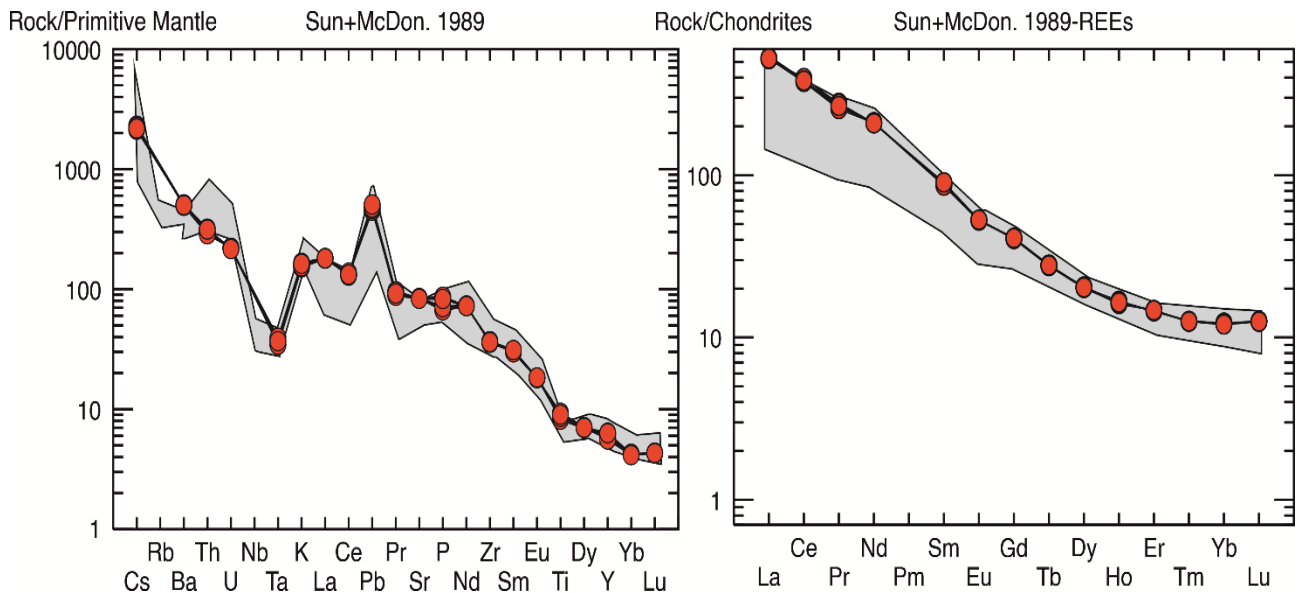 Rock/Primitive Mantle Sun+McDon. 1989
10000
1000
100
10
1
Rb Th Nb K Ce Pr P Zr Eu Dy Yb
Cs Ba U Ta La Pb Sr Nd Sm Ti Y Lu
Rock/Chondrites Sun+McDon. 1989-REEs
100
10
1
Ce Nd Sm Gd Dy Er Yb
La Pr Pm Eu Tb Ho Tm Lu